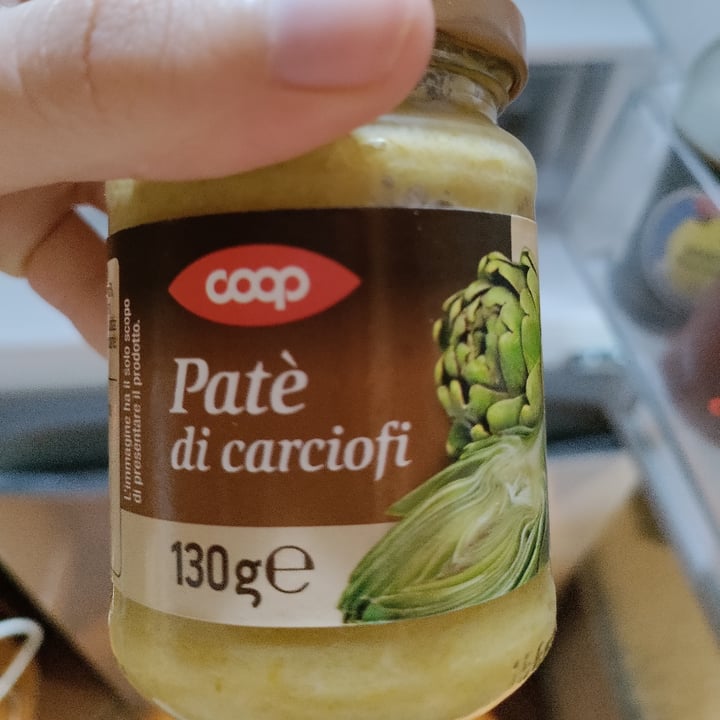 coop
Patè
di carciofi
130g℮
L'immagine ha il solo scopo
di presentare il prodotto.